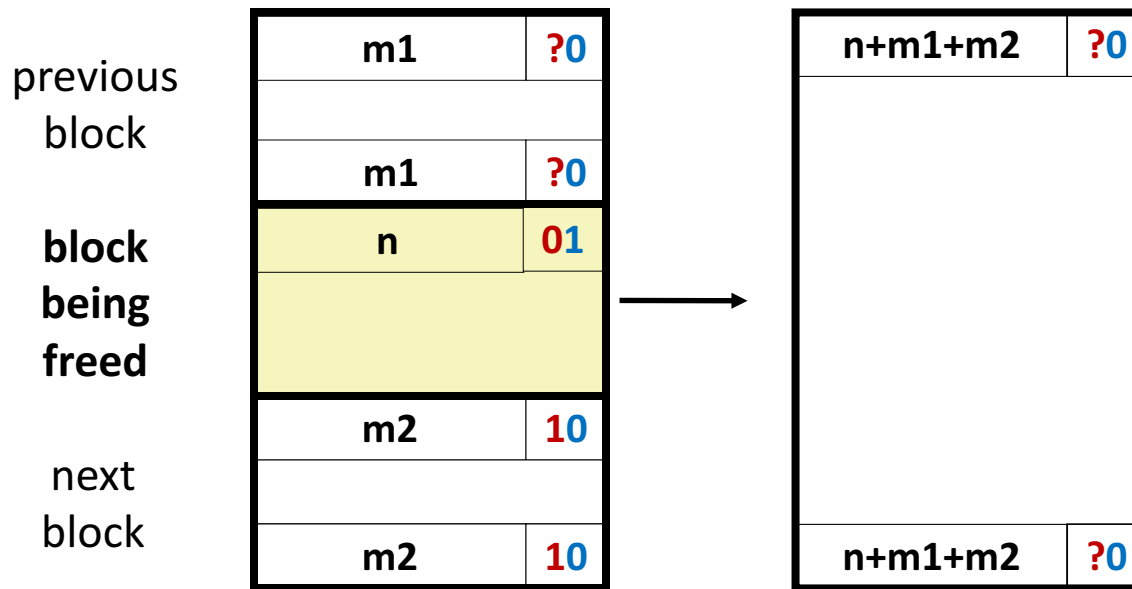 previous
block
m1 ?0
m1 ?0
block
being
freed
n 01
next
block
m2 10
m2 10
n+m1+m2 ?0
n+m1+m2 ?0